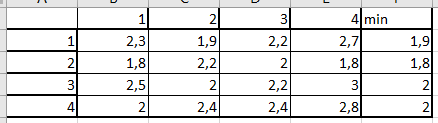 A B C D E F
1 2 3 4 min
1 2,3 1,9 2,2 2,7 1,9
2 1,8 2,2 2 1,8 1,8
3 2,5 2 2,2 3 2
4 2 2,4 2,4 2,8 2